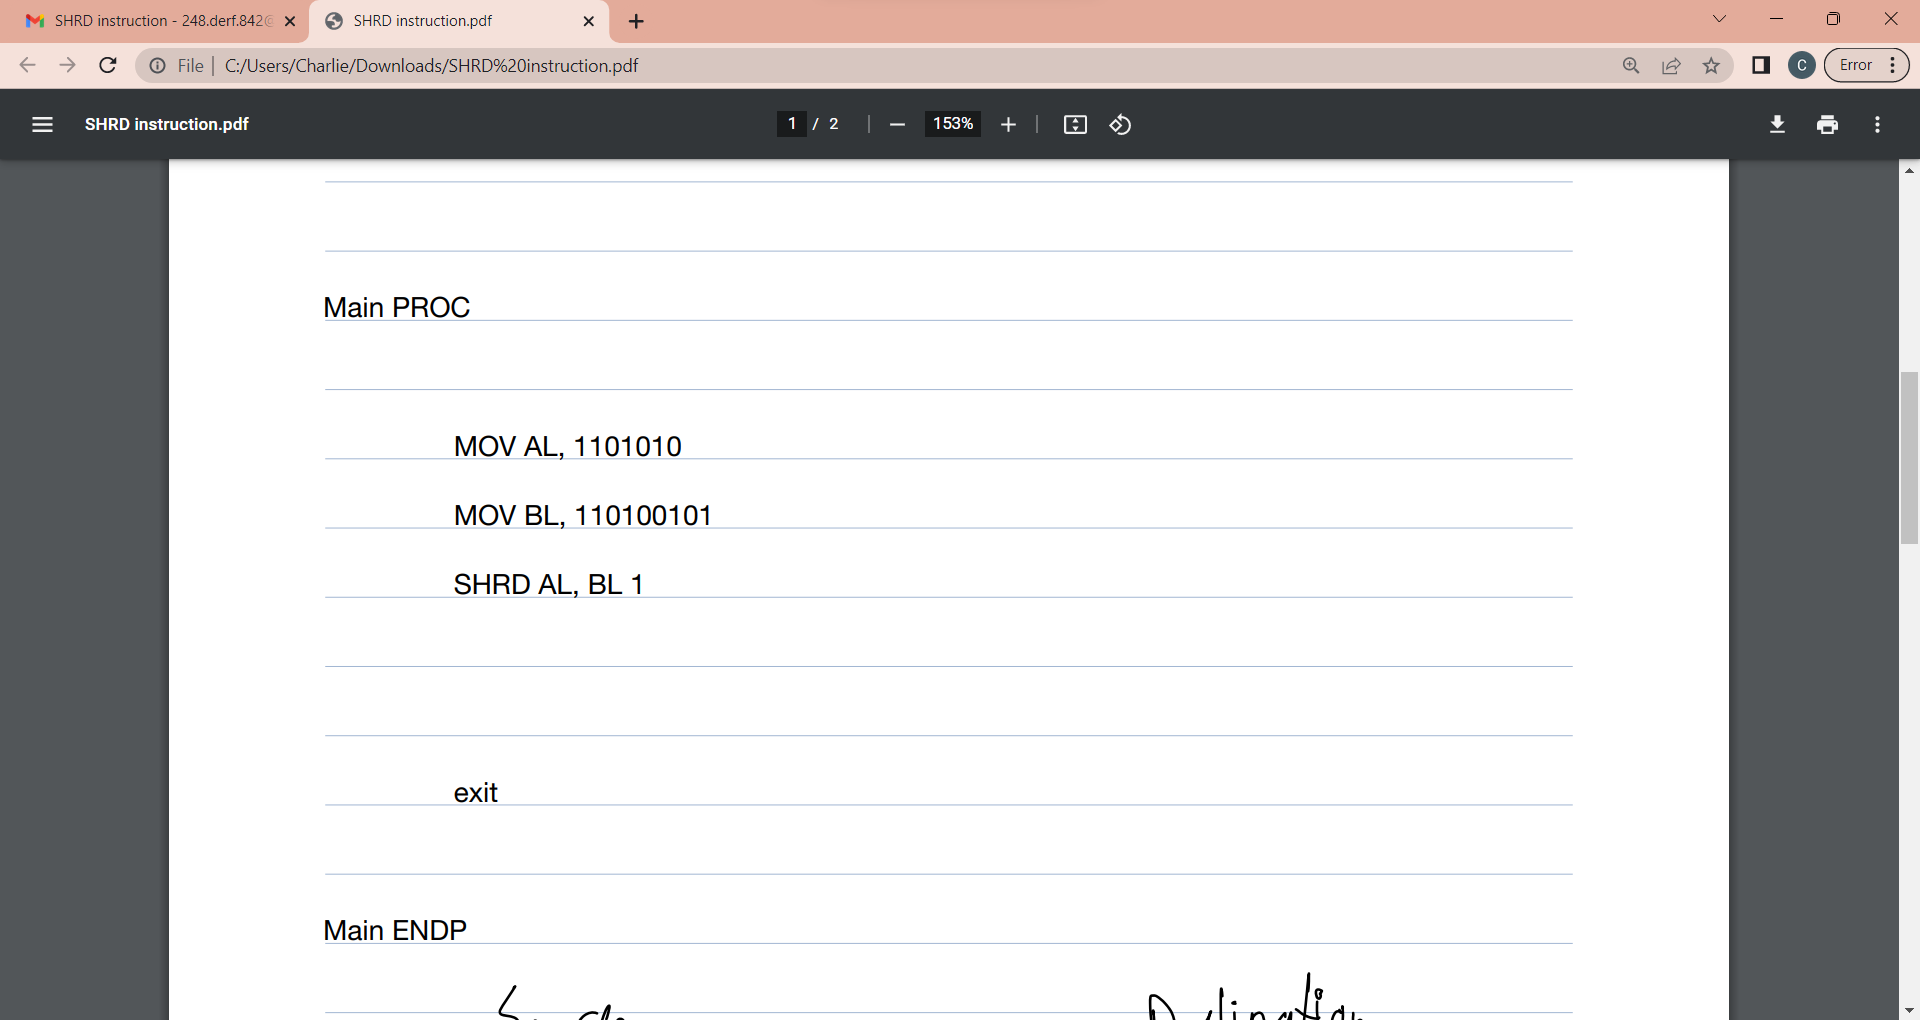 SHRD instruction - 248.derf.842@
SHRD instruction.pdf
File
C:/Users/Charlie/Downloads/SHRD%20instruction.pdf
C
Error
SHRD instruction.pdf
1 / 2
153%
Main PROC
MOV AL, 1101010
MOV BL, 110100101
SHRD AL, BL 1
exit
Main ENDP